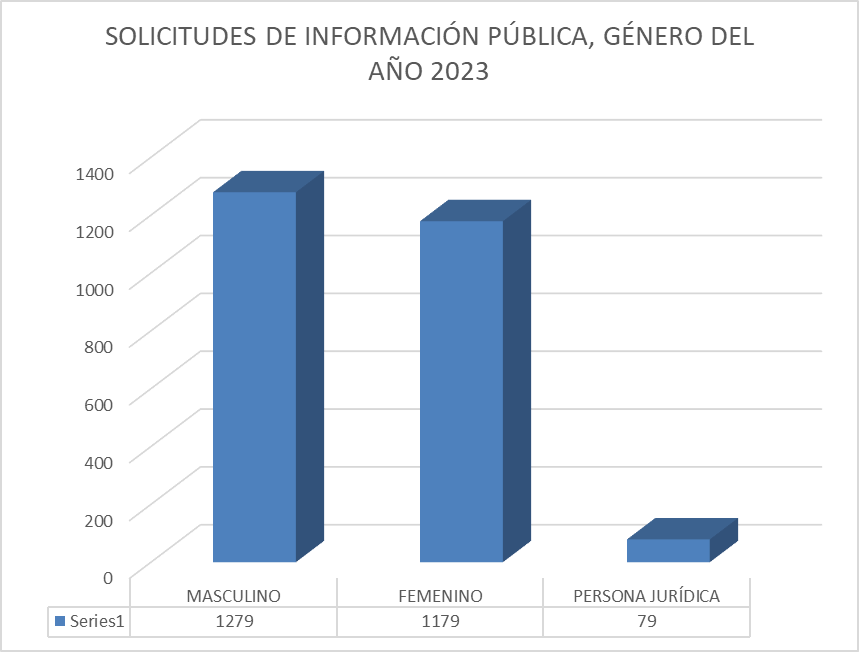 SOLICITUDES DE INFORMACIÓN PÚBLICA, GÉNERO DEL
AÑO 2023
1400
1200
1000
800
600
400
200
0
MASCULINO FEMENINO PERSONA JURÍDICA
Series1 1279 1179 79